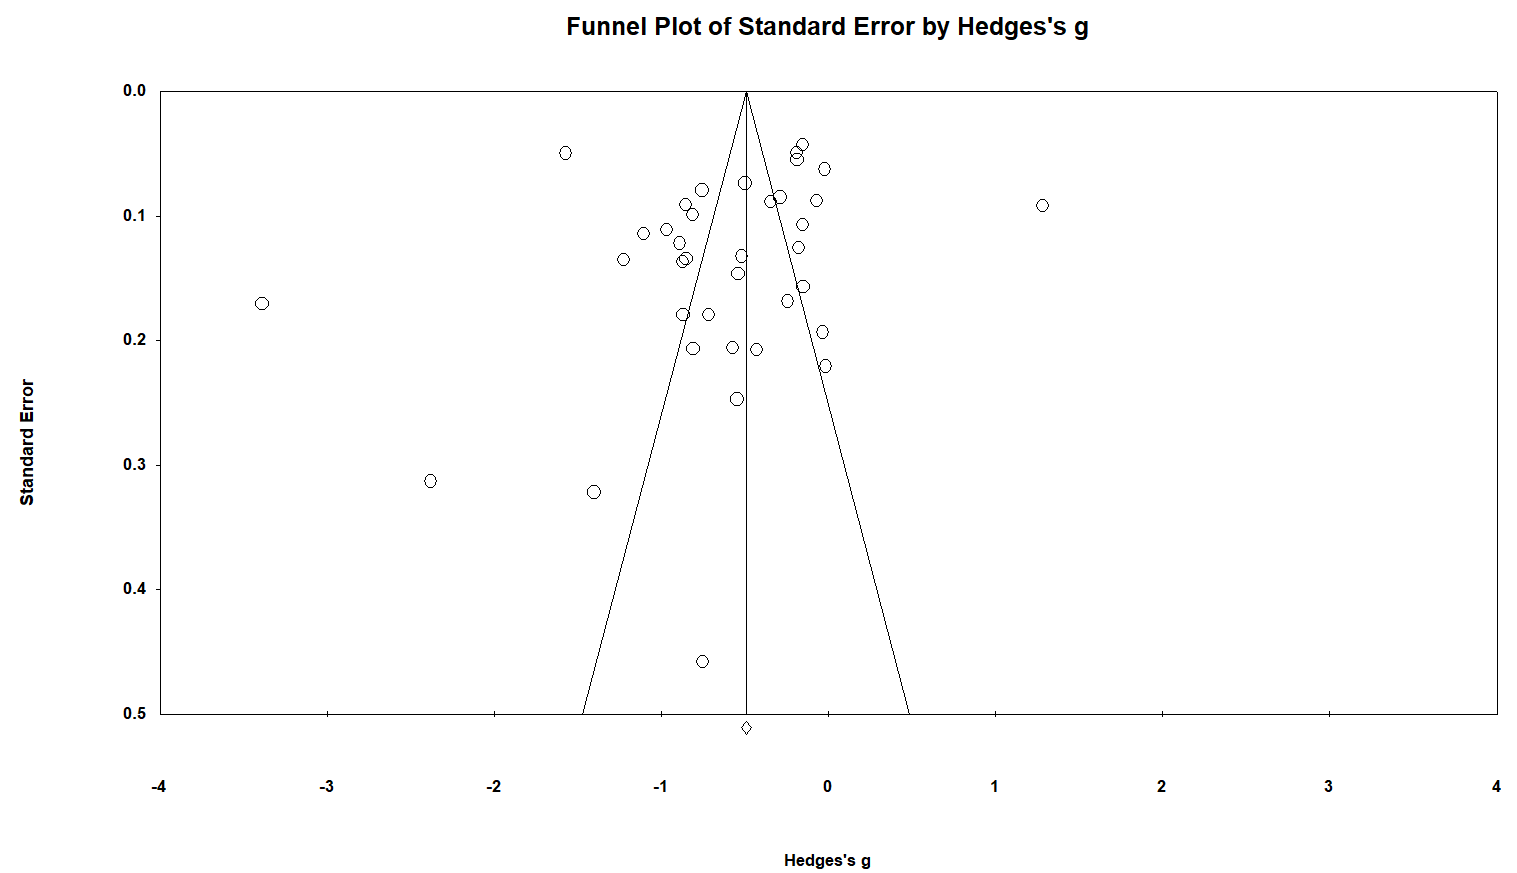 Funnel Plot of Standard Error by Hedges's g
0.0
0.1
0.2
0.3
0.4
0.5
Standard Error
-4 -3 -2 -1 0 1 2 3 4
Hedges's g